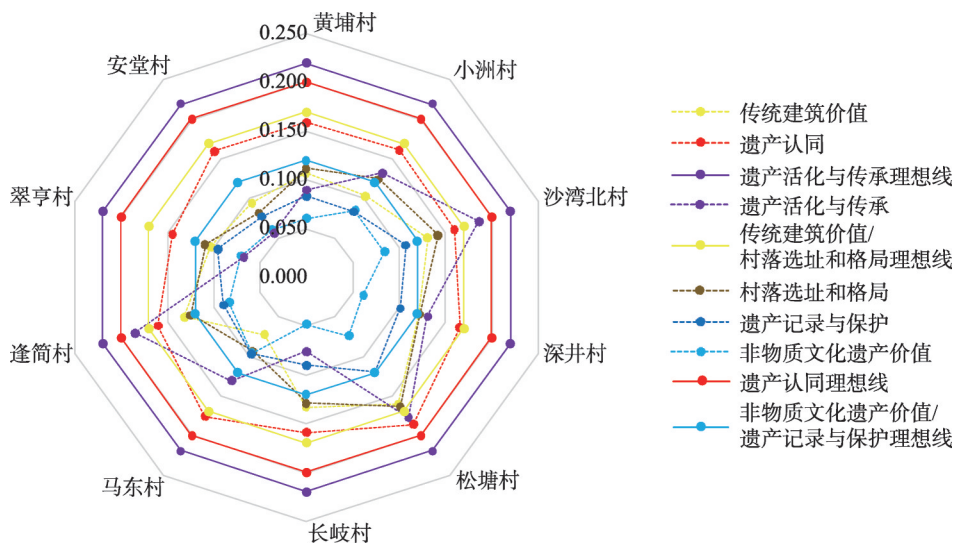 黄埔村
0.250
安堂村
小洲村
0.200
0.150
0.100
翠亨村
沙湾北村
0.050
0.000
逢简村
深井村
马东村
松塘村
长岐村
传统建筑价值
遗产认同
遗产活化与传承理想线
遗产活化与传承
传统建筑价值/
村落选址和格局理想线
村落选址和格局
遗产记录与保护
非物质文化遗产价值
遗产认同理想线
非物质文化遗产价值/
遗产记录与保护理想线